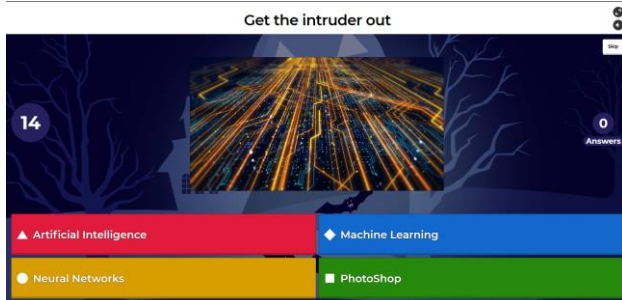 Get the intruder out
Skip
14
0
Answers
Artificial Intelligence
Machine Learning
Neural Networks
PhotoShop